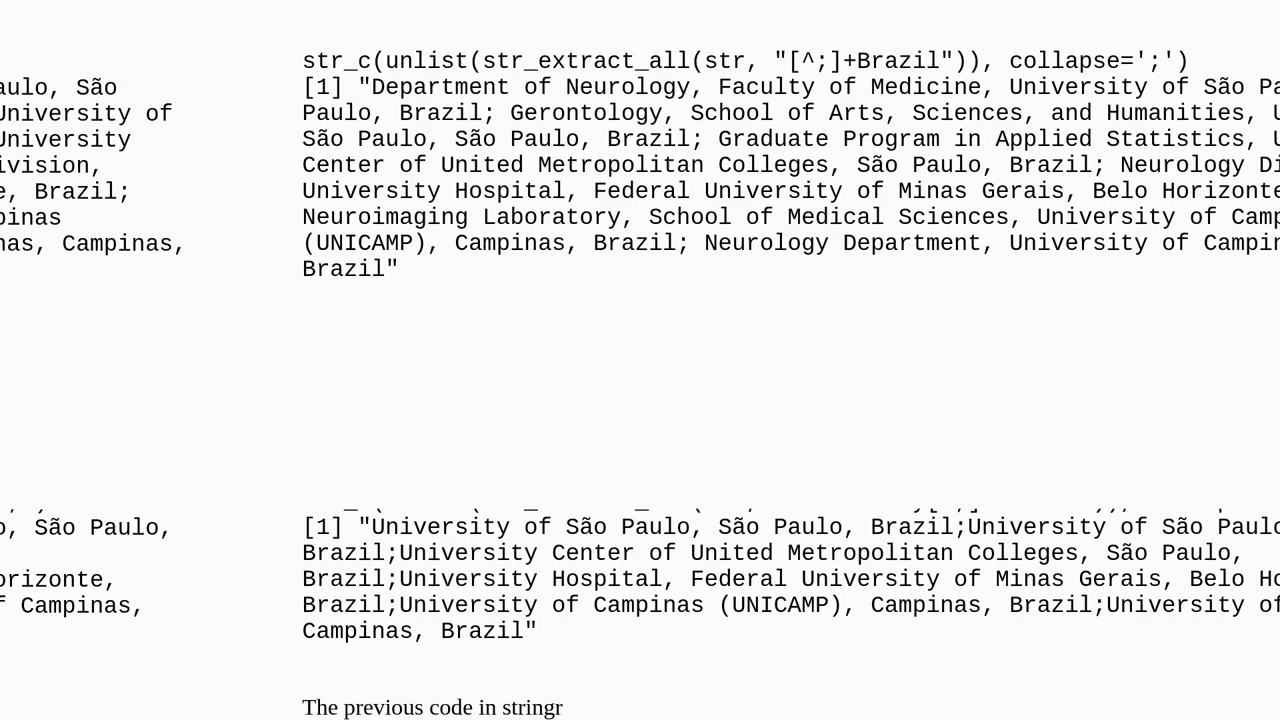 str_c(unlist(str_extract_all(str, "[^;]+Brazil")), collapse=';')
aulo, São
[1] "Department of Neurology, Faculty of Medicine, University of São Pa
University of
Paulo, Brazil; Gerontology, School of Arts, Sciences, and Humanities, U
University
São Paulo, São Paulo, Brazil; Graduate Program in Applied Statistics, U
ivision,
Center of United Metropolitan Colleges, São Paulo, Brazil; Neurology Di
e, Brazil;
University Hospital, Federal University of Minas Gerais, Belo Horizonte
pinas
Neuroimaging Laboratory, School of Medical Sciences, University of Camp
nas, Campinas,
(UNICAMP), Campinas, Brazil; Neurology Department, University of Campin
Brazil"
o, São Paulo,
[1] "University of São Paulo, São Paulo, Brazil;University of São Paulo
Brazil;University Center of United Metropolitan Colleges, São Paulo,
orizonte,
Brazil;University Hospital, Federal University of Minas Gerais, Belo Ho
f Campinas,
Brazil;University of Campinas (UNICAMP), Campinas, Brazil;University of
Campinas, Brazil"
The previous code in stringr